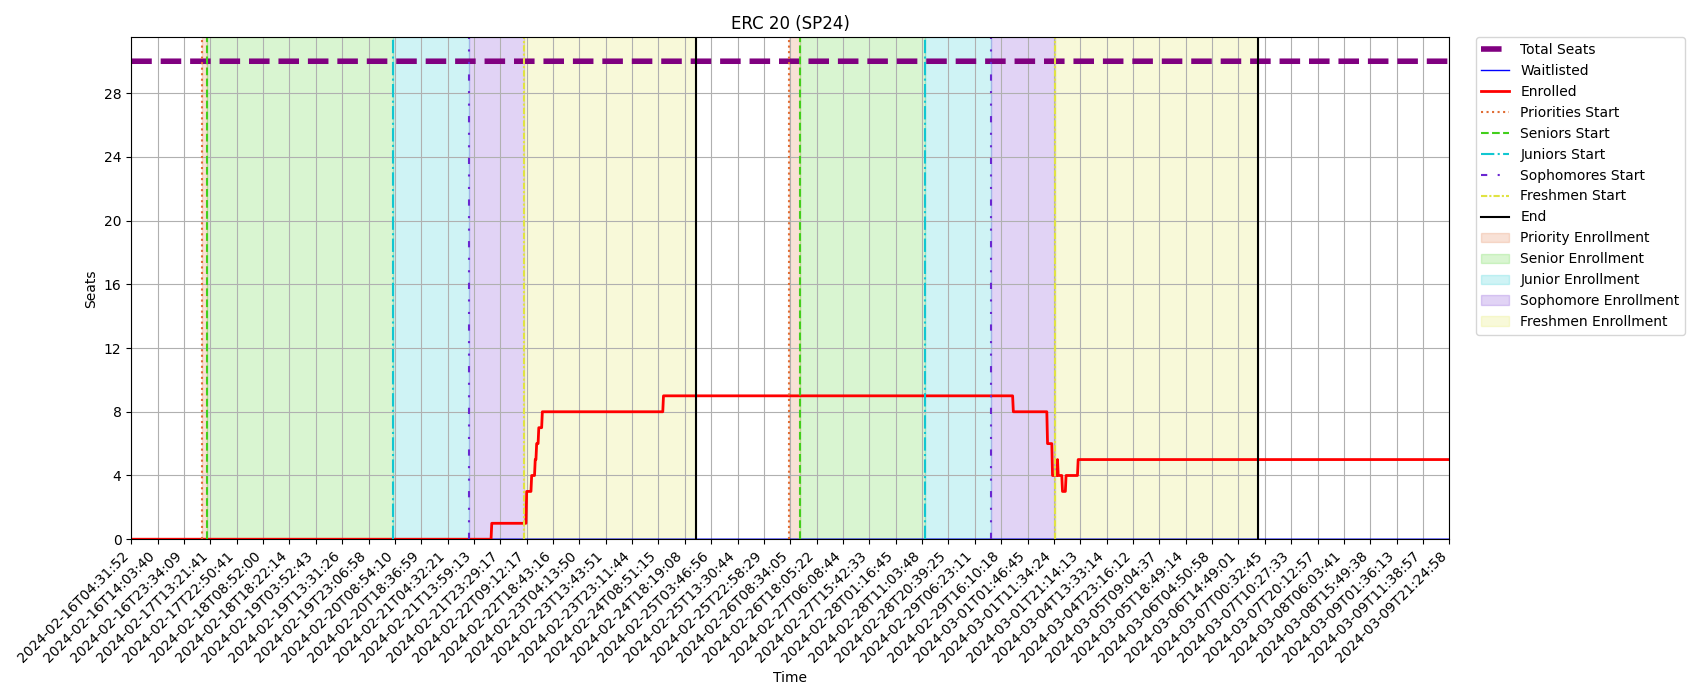 ERC 20 (SP24)
Total Seats
Waitlisted
Enrolled
Priorities Start
Seniors Start
Juniors Start
Sophomores Start
Freshmen Start
End
Priority Enrollment
Senior Enrollment
Junior Enrollment
Sophomore Enrollment
Freshmen Enrollment
Seats
28
24
20
16
12
8
4
0
2024-02-16T04:31:52
2024-02-16T14:03:40
2024-02-16T23:34:09
2024-02-17T13:21:41
2024-02-17T22:50:41
2024-02-18T08:52:00
2024-02-18T18:22:14
2024-02-19T03:52:43
2024-02-19T13:31:26
2024-02-19T23:06:58
2024-02-20T08:54:10
2024-02-20T18:36:59
2024-02-21T04:32:21
2024-02-21T13:59:13
2024-02-21T23:29:17
2024-02-22T09:12:17
2024-02-22T18:43:16
2024-02-23T04:13:50
2024-02-23T13:43:51
2024-02-23T23:11:44
2024-02-24T08:51:15
2024-02-24T18:19:08
2024-02-25T03:46:56
2024-02-25T13:30:44
2024-02-25T22:58:29
2024-02-26T08:34:05
2024-02-26T18:05:22
2024-02-27T06:08:44
2024-02-27T15:42:33
2024-02-28T01:16:45
2024-02-28T11:03:48
2024-02-28T20:39:25
2024-02-29T06:23:11
2024-02-29T16:10:18
2024-03-01T01:46:45
2024-03-01T11:34:24
2024-03-01T21:14:13
2024-03-04T13:33:14
2024-03-04T23:16:12
2024-03-05T09:04:37
2024-03-05T18:49:14
2024-03-06T04:50:58
2024-03-06T14:49:01
2024-03-07T00:32:45
2024-03-07T10:27:33
2024-03-07T20:12:57
2024-03-08T06:03:41
2024-03-08T15:49:38
2024-03-09T01:36:13
2024-03-09T11:38:57
2024-03-09T21:24:58
Time